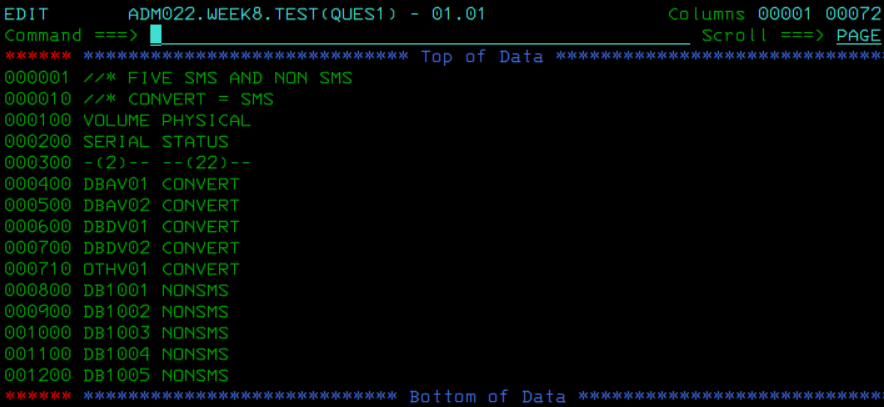 EDIT ADM022.WEEK8.TEST(QUES1) - 01.01 Columns 00001 00072
Command ===> Scroll ===> PAGE
****** ***************************** Top of Data *****************************
000001 //* FIVE SMS AND NON SMS
000010 //* CONVERT = SMS
000100 VOLUME PHYSICAL
000200 SERIAL STATUS
000300 -(2)-- --(22)--
000400 DBAV01 CONVERT
000500 DBAV02 CONVERT
000600 DBDV01 CONVERT
000700 DBDV02 CONVERT
000710 OTHV01 CONVERT
000800 DB1001 NONSMS
000900 DB1002 NONSMS
001000 DB1003 NONSMS
001100 DB1004 NONSMS
001200 DB1005 NONSMS
****** **************************** Bottom of Data ***************************